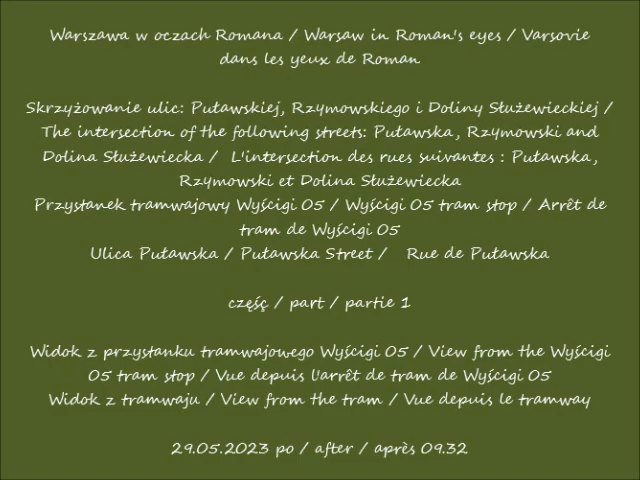 Warszawa w oczach Romana / Warsaw in Roman's eyes / Varsovie
dans les yeux de Roman
Skrzyżowanie ulic: Puławskiej, Rzymowskiego i Doliny Służewieckiej /
The intersection of the following streets: Puławska, Rzymowski and
Dolina Służewiecka / L'intersection des rues suivantes : Puławska,
Rzymowski et Dolina Służewiecka
Przystanek tramwajowy Wyścigi 05 / Wyścigi 05 tram stop / Arrêt de
tram de Wyścigi 05
Ulica Puławska / Puławska Street / Rue de Puławska
częśç / part / partie 1
Widok z przystanku tramwajowego Wyścigi 05 / View from the Wyścigi
05 tram stop / Vue depuis l'arrêt de tram de Wyścigi 05
Widok z tramwaju / View from the tram / Vue depuis le tramway
29.05.2023 po / after / après 09.32